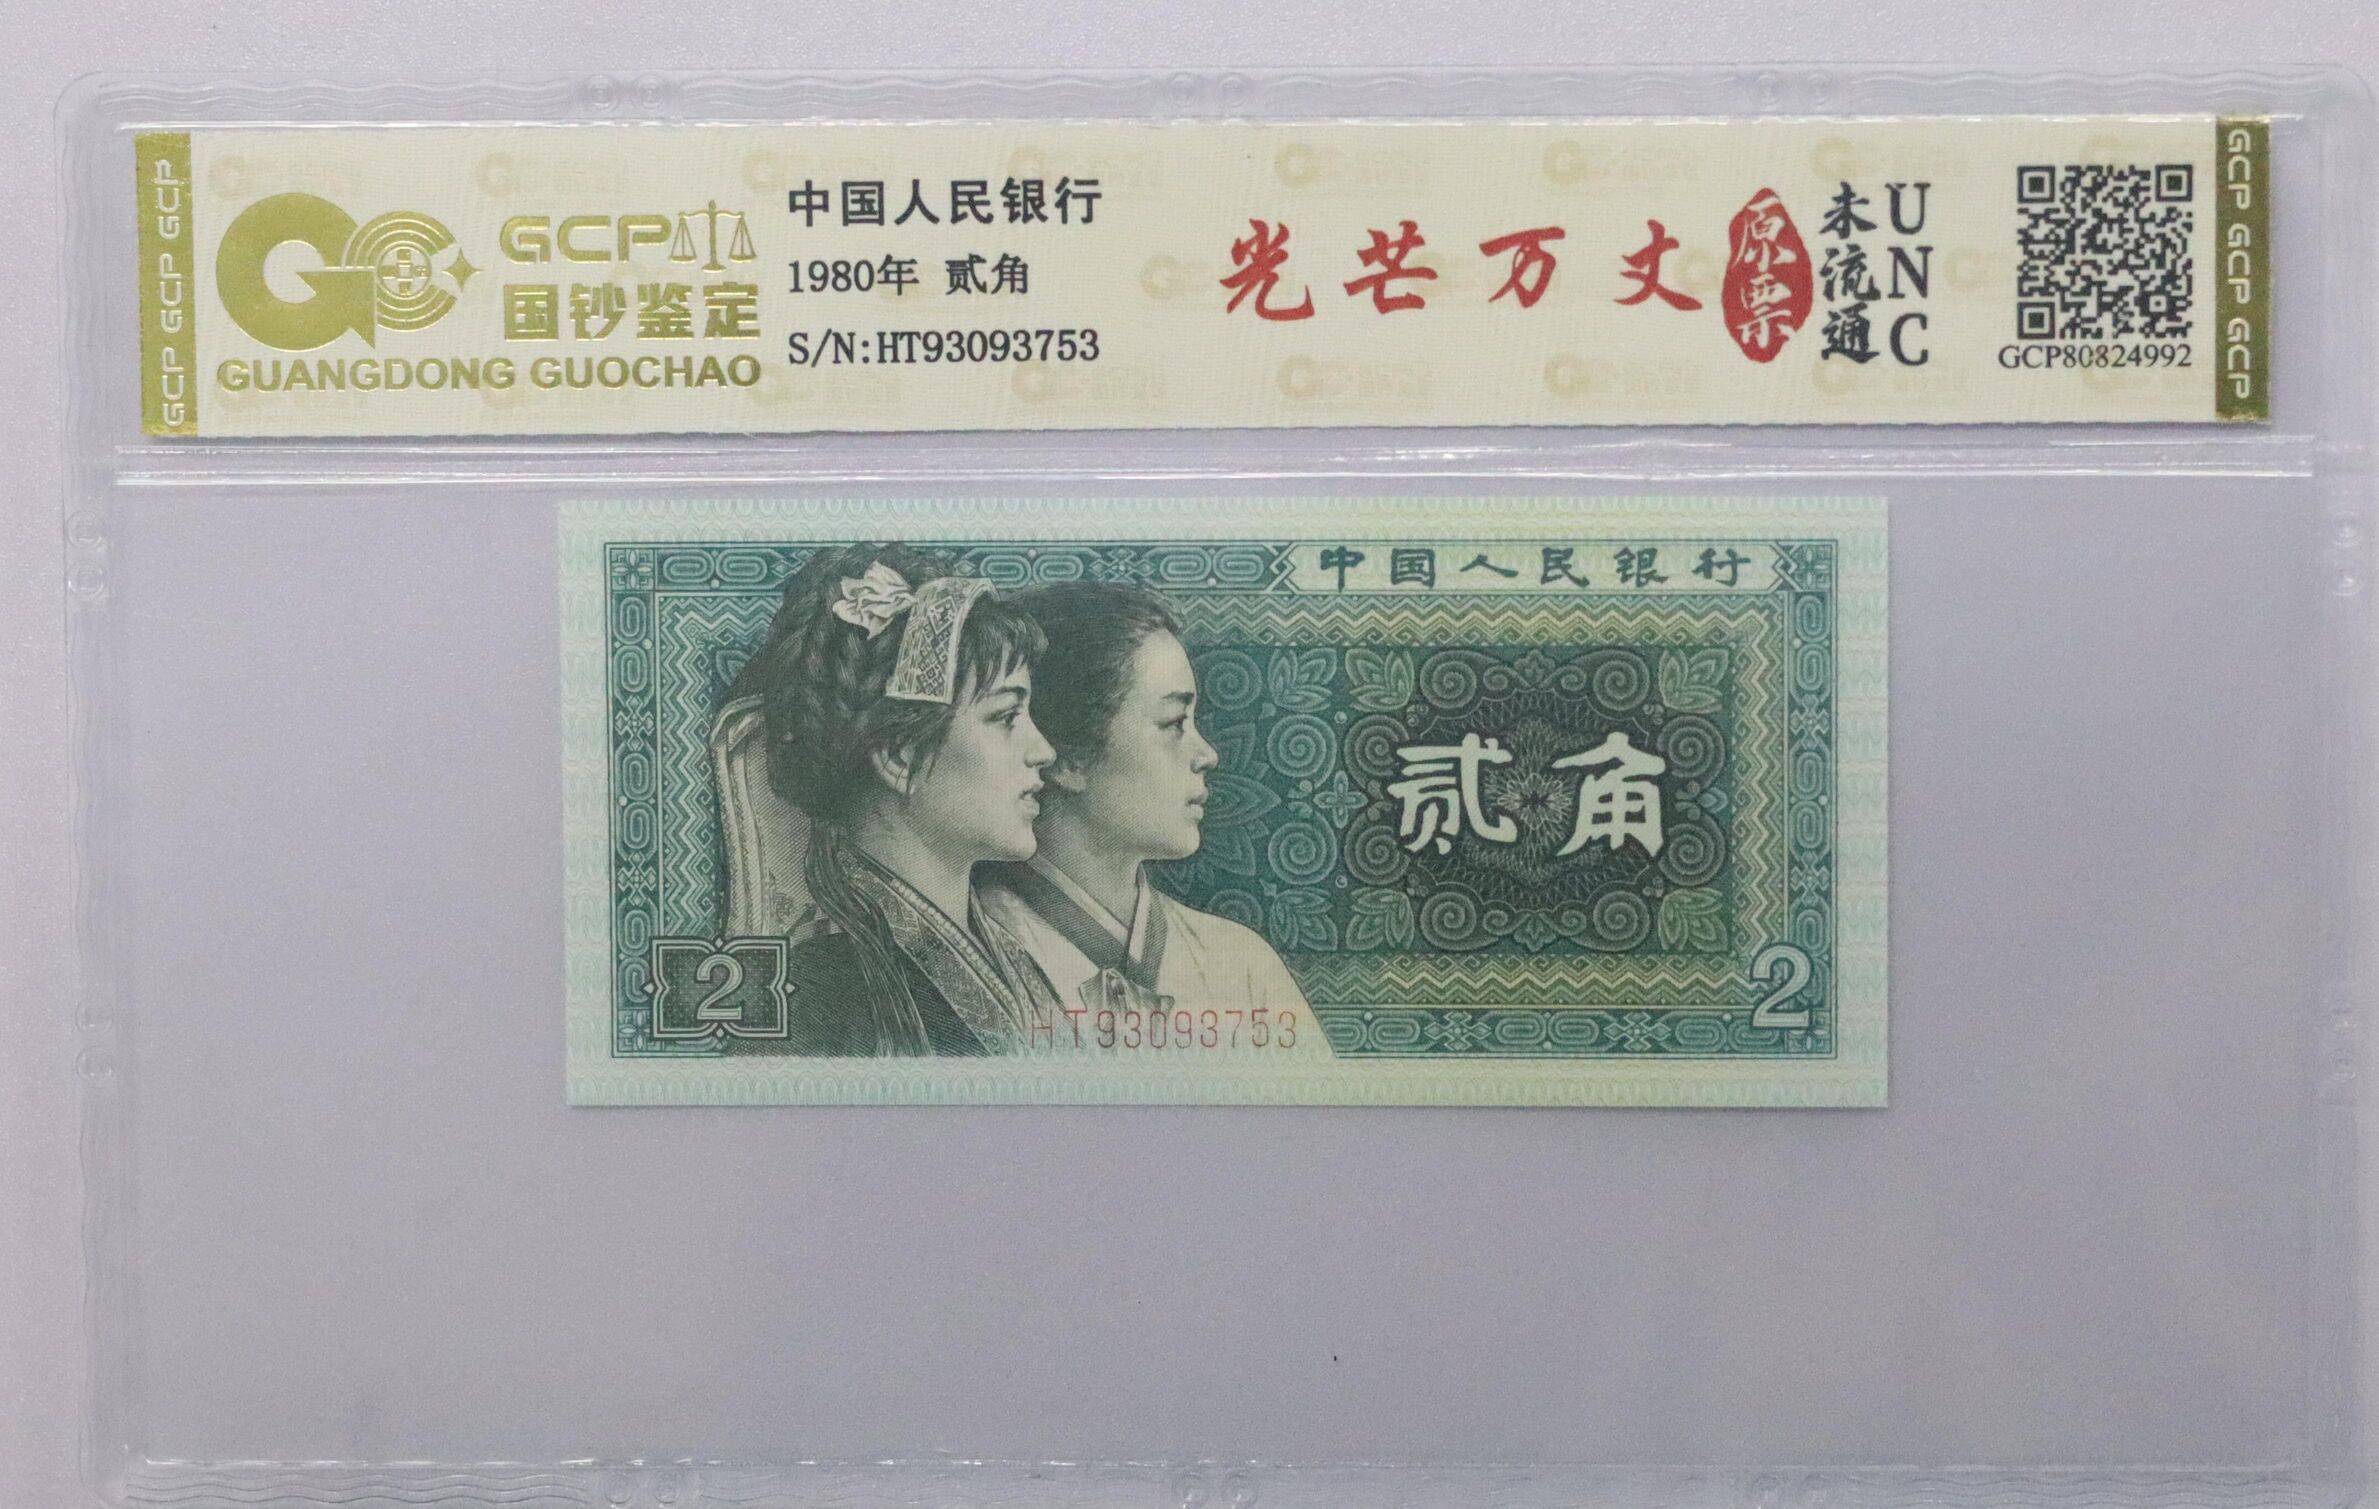 GCP GCP GCP
GCP
国钞鉴定
GUANGDONG GUOCHAO
中国人民银行
1980年 贰角
S/N:HT93093753
光芒万丈
原票
未流通
UNC
GCP80824992
GCP GCP GCP
中国人民银行
贰角
2
2
HT93093753